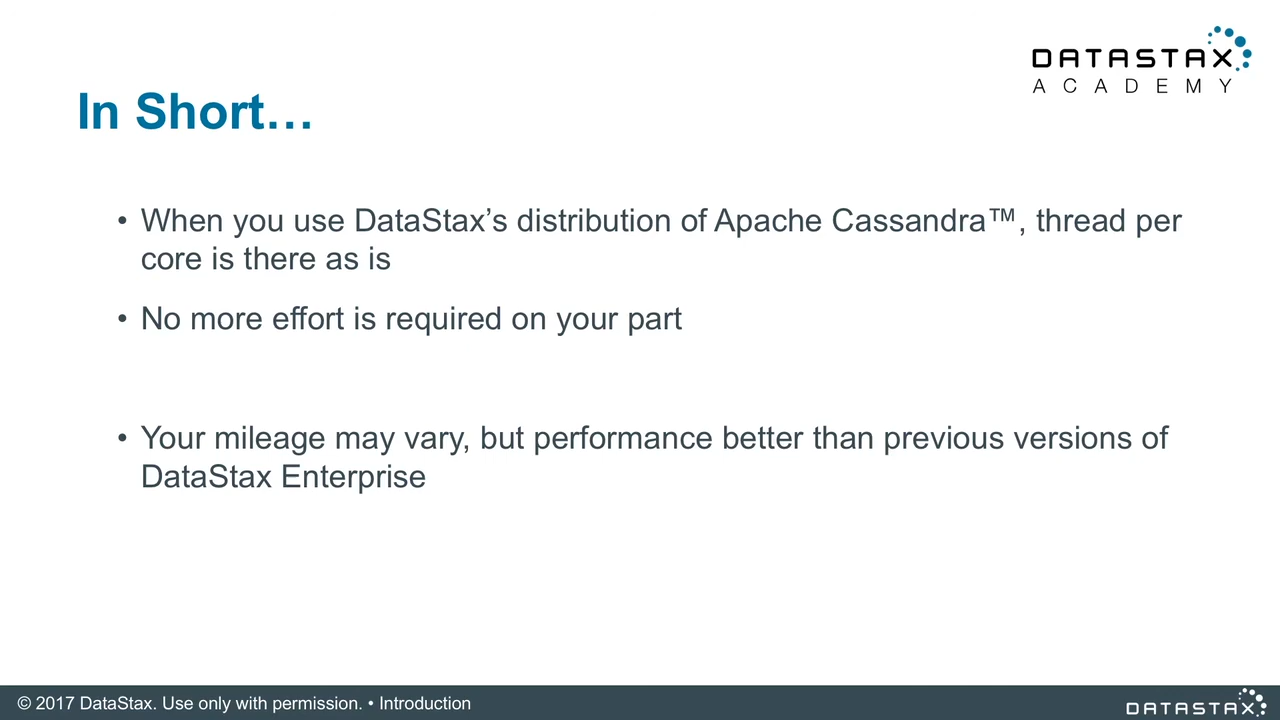 DATASTAX
ACADEMY
In Short…
• When you use DataStax’s distribution of Apache Cassandra™, thread per
core is there as is
• No more effort is required on your part
• Your mileage may vary, but performance better than previous versions of
DataStax Enterprise
© 2017 DataStax. Use only with permission. • Introduction
DATASTAX